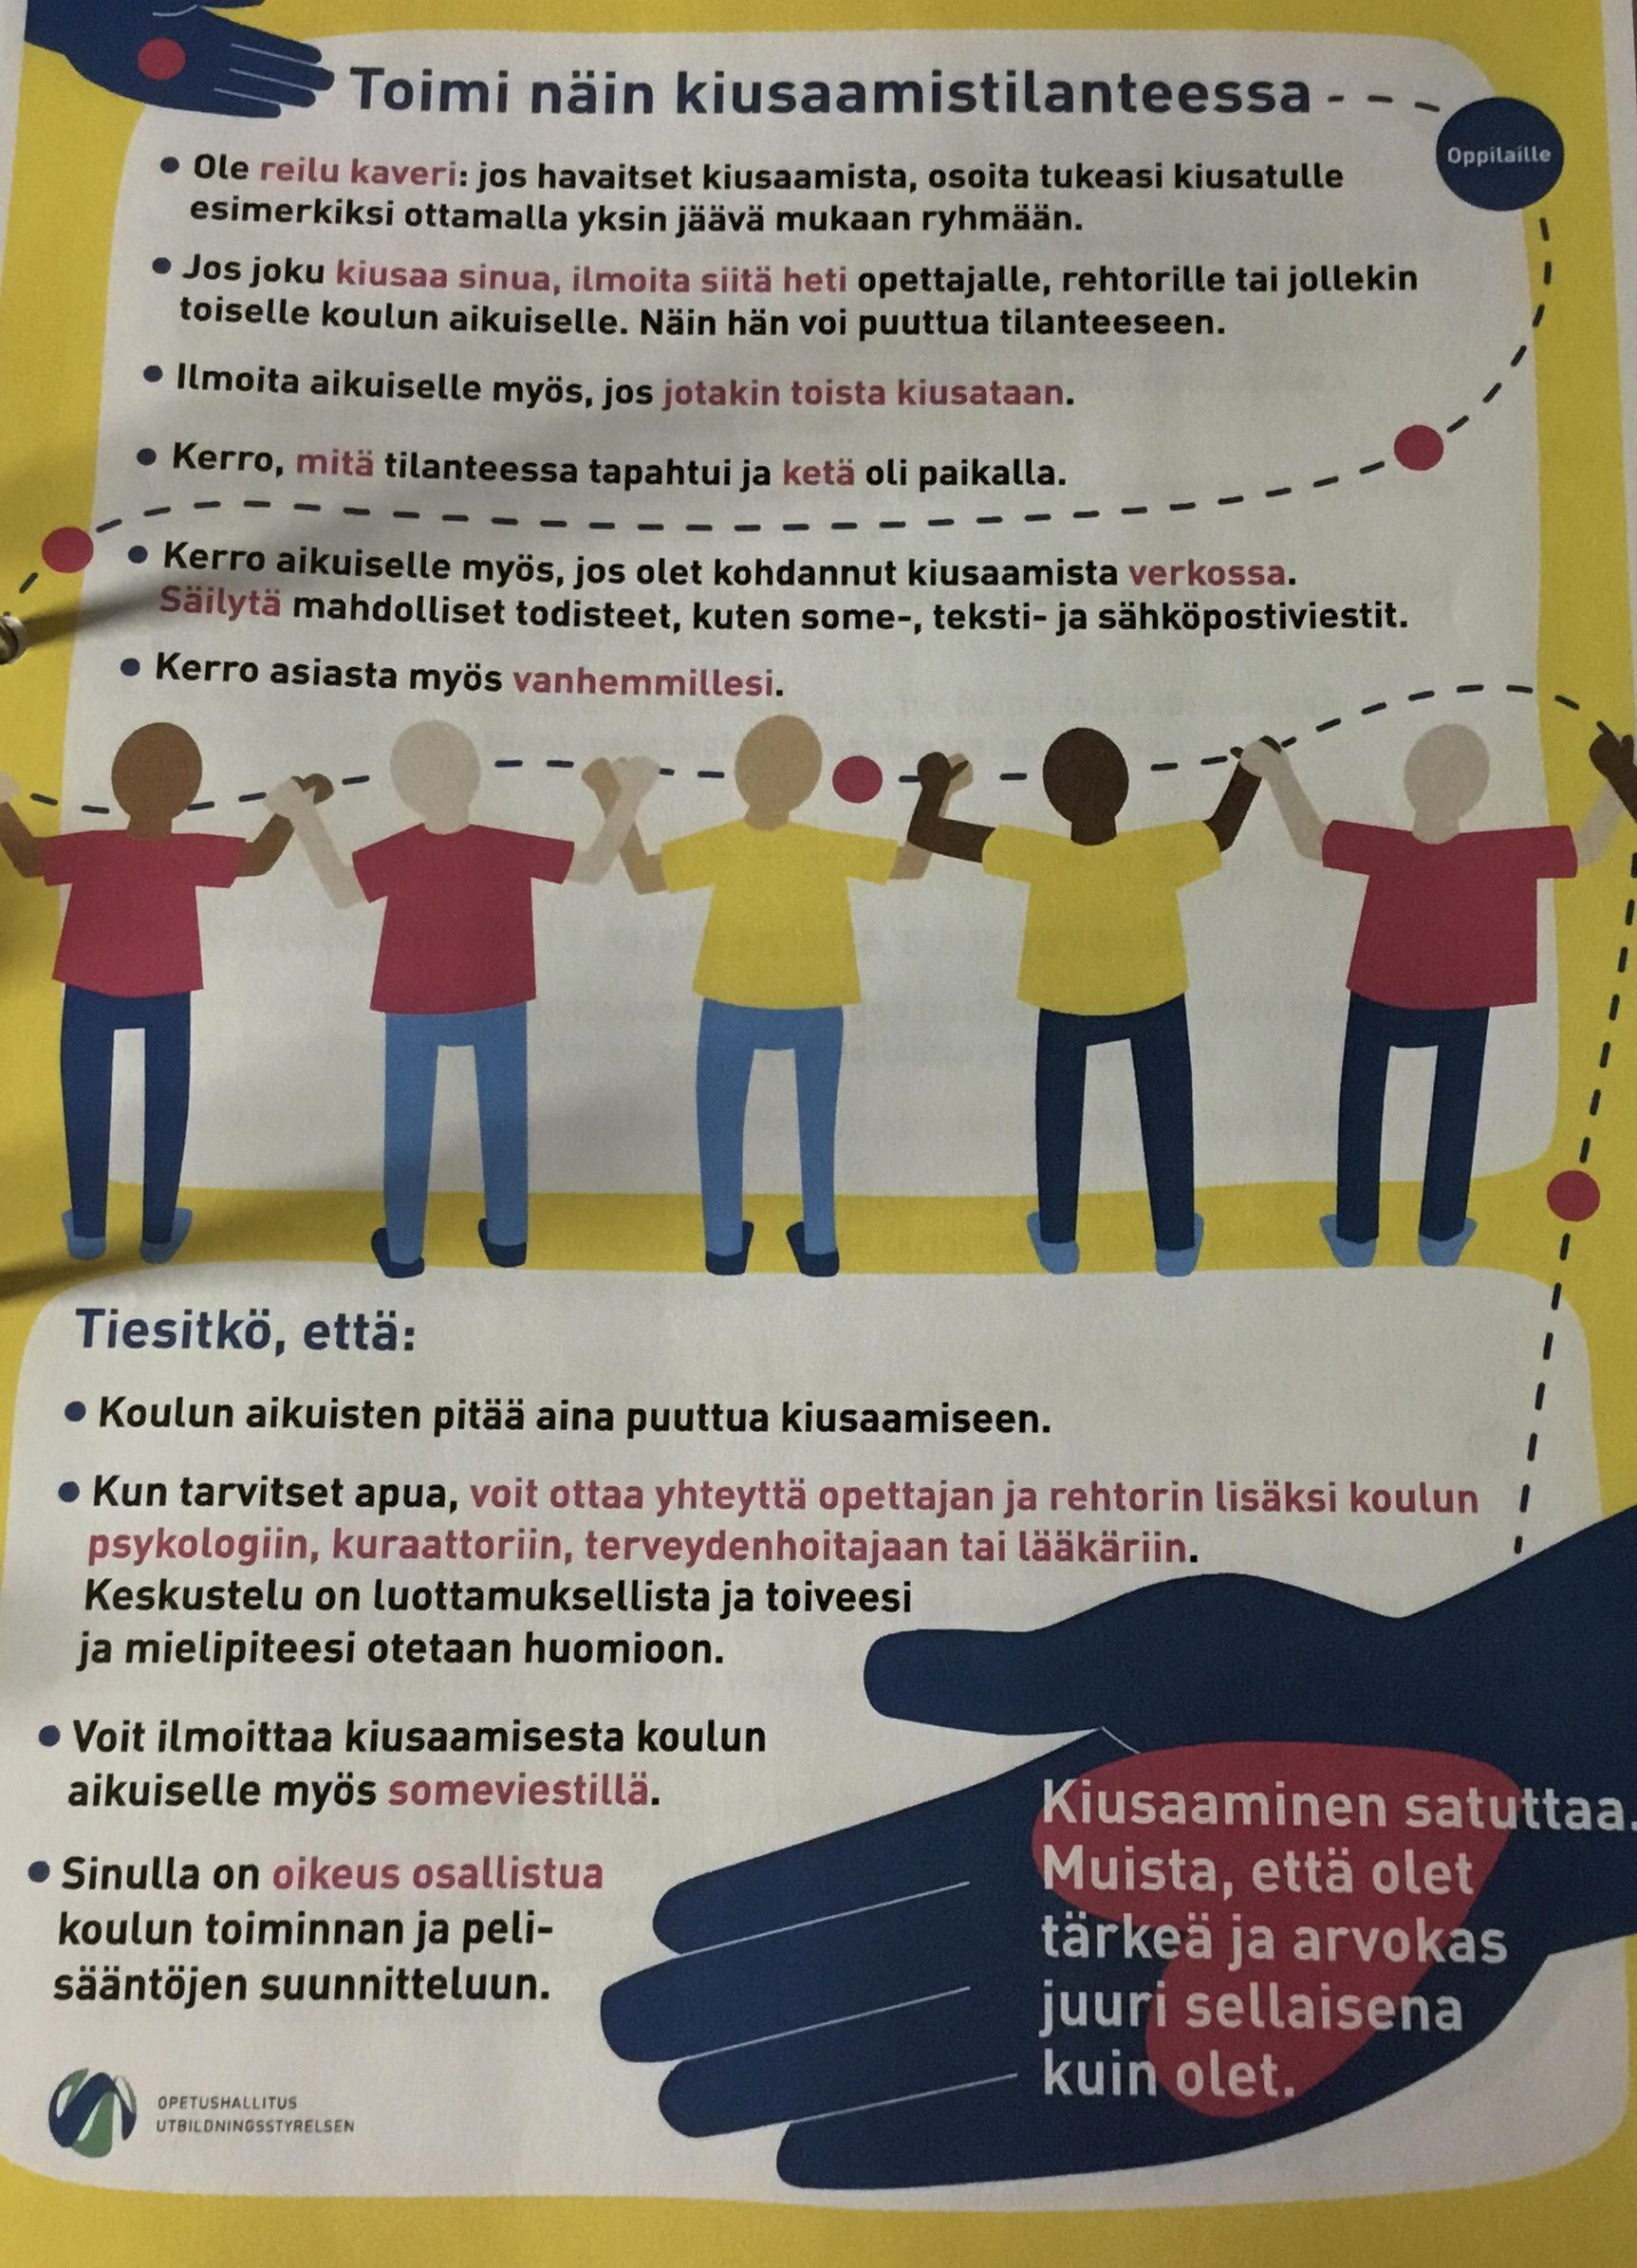 Toimi näin kiusaamistilanteessa
Oppilaille
• Ole reilu kaveri: jos havaitset kiusaamista, osoita tukeasi kiusatulle
esimerkiksi ottamalla yksin jäävä mukaan ryhmään.
• Jos joku kiusaa sinua, ilmoita siitä heti opettajalle, rehtorille tai jollekin
toiselle koulun aikuiselle. Näin hän voi puuttua tilanteeseen.
• Ilmoita aikuiselle myös, jos jotakin toista kiusataan.
• Kerro, mitä tilanteessa tapahtui ja ketä oli paikalla.
• Kerro aikuiselle myös, jos olet kohdannut kiusaamista verkossa.
Säilytä mahdolliset todisteet, kuten some-, teksti- ja sähköpostiviestit.
• Kerro asiasta myös vanhemmillesi.
Tiesitkö, että:
• Koulun aikuisten pitää aina puuttua kiusaamiseen.
• Kun tarvitset apua, voit ottaa yhteyttä opettajan ja rehtorin lisäksi koulun
psykologiin, kuraattoriin, terveydenhoitajaan tai lääkäriin.
Keskustelu on luottamuksellista ja toiveesi
ja mielipiteesi otetaan huomioon.
• Voit ilmoittaa kiusaamisesta koulun
aikuiselle myös someviestillä.
• Sinulla on oikeus osallistua
koulun toiminnan ja peli-
sääntöjen suunnitteluun.
Kiusaaminen satuttaa.
Muista, että olet
tärkeä ja arvokas
juuri sellaisena
kuin olet.
OPETUSHALLITUS
UTBILDNINGSSTYRELSEN